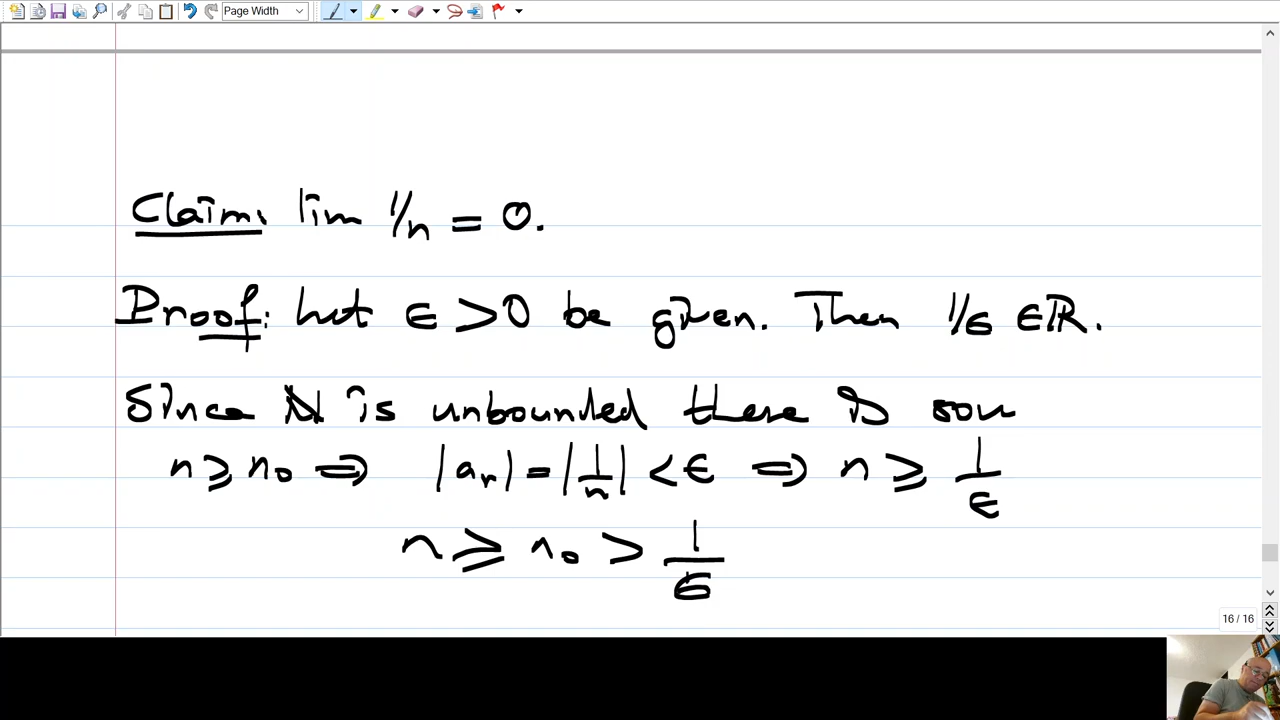 Page Width
Claim: lim 1/n = 0.
Proof: Let ϵ > 0 be given. Then 1/ϵ ∈ ℝ.
Since ℕ is unbounded there is som
n ≥ n₀ ⟹ |aₙ| = |1/n| < ϵ ⟹ n ≥ 1/ϵ
n ≥ n₀ > 1/ϵ
16 / 16